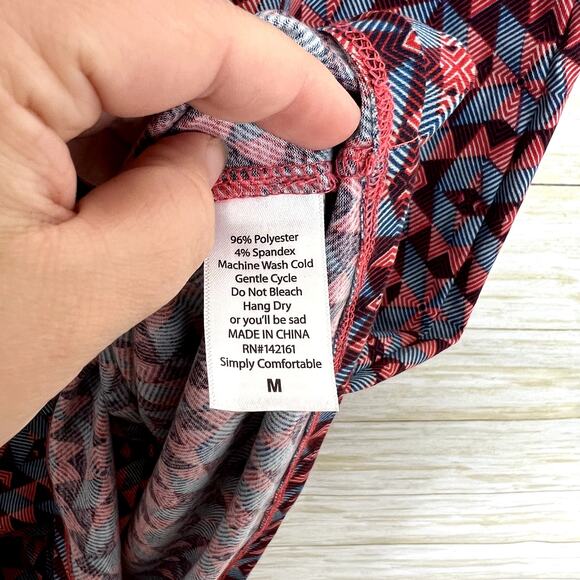 96% Polyester
4% Spandex
Machine Wash Cold
Gentle Cycle
Do Not Bleach
Hang Dry
or you'll be sad
MADE IN CHINA
RN#142161
Simply Comfortable
M